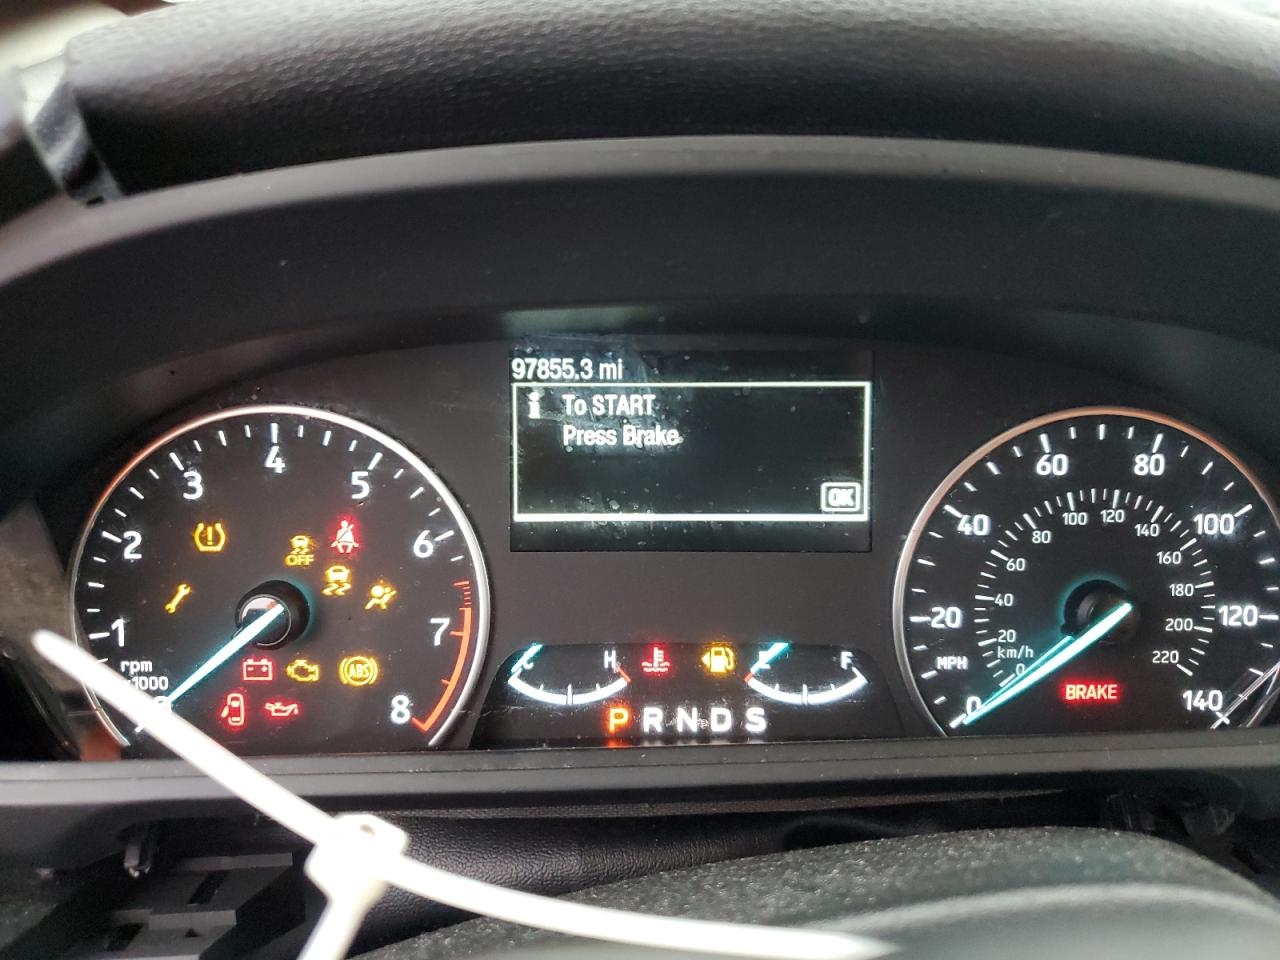 97855.3 mi
i To START
Press Brake
OK
1 2 3 4 5 6 7 8
rpm
x1000
OFF
ABS
C H
E F
P R N D S
0 20 40 60 80 100 120 140
MPH
km/h
0 20 40 60 80 100 120 140 160 180 200 220
BRAKE